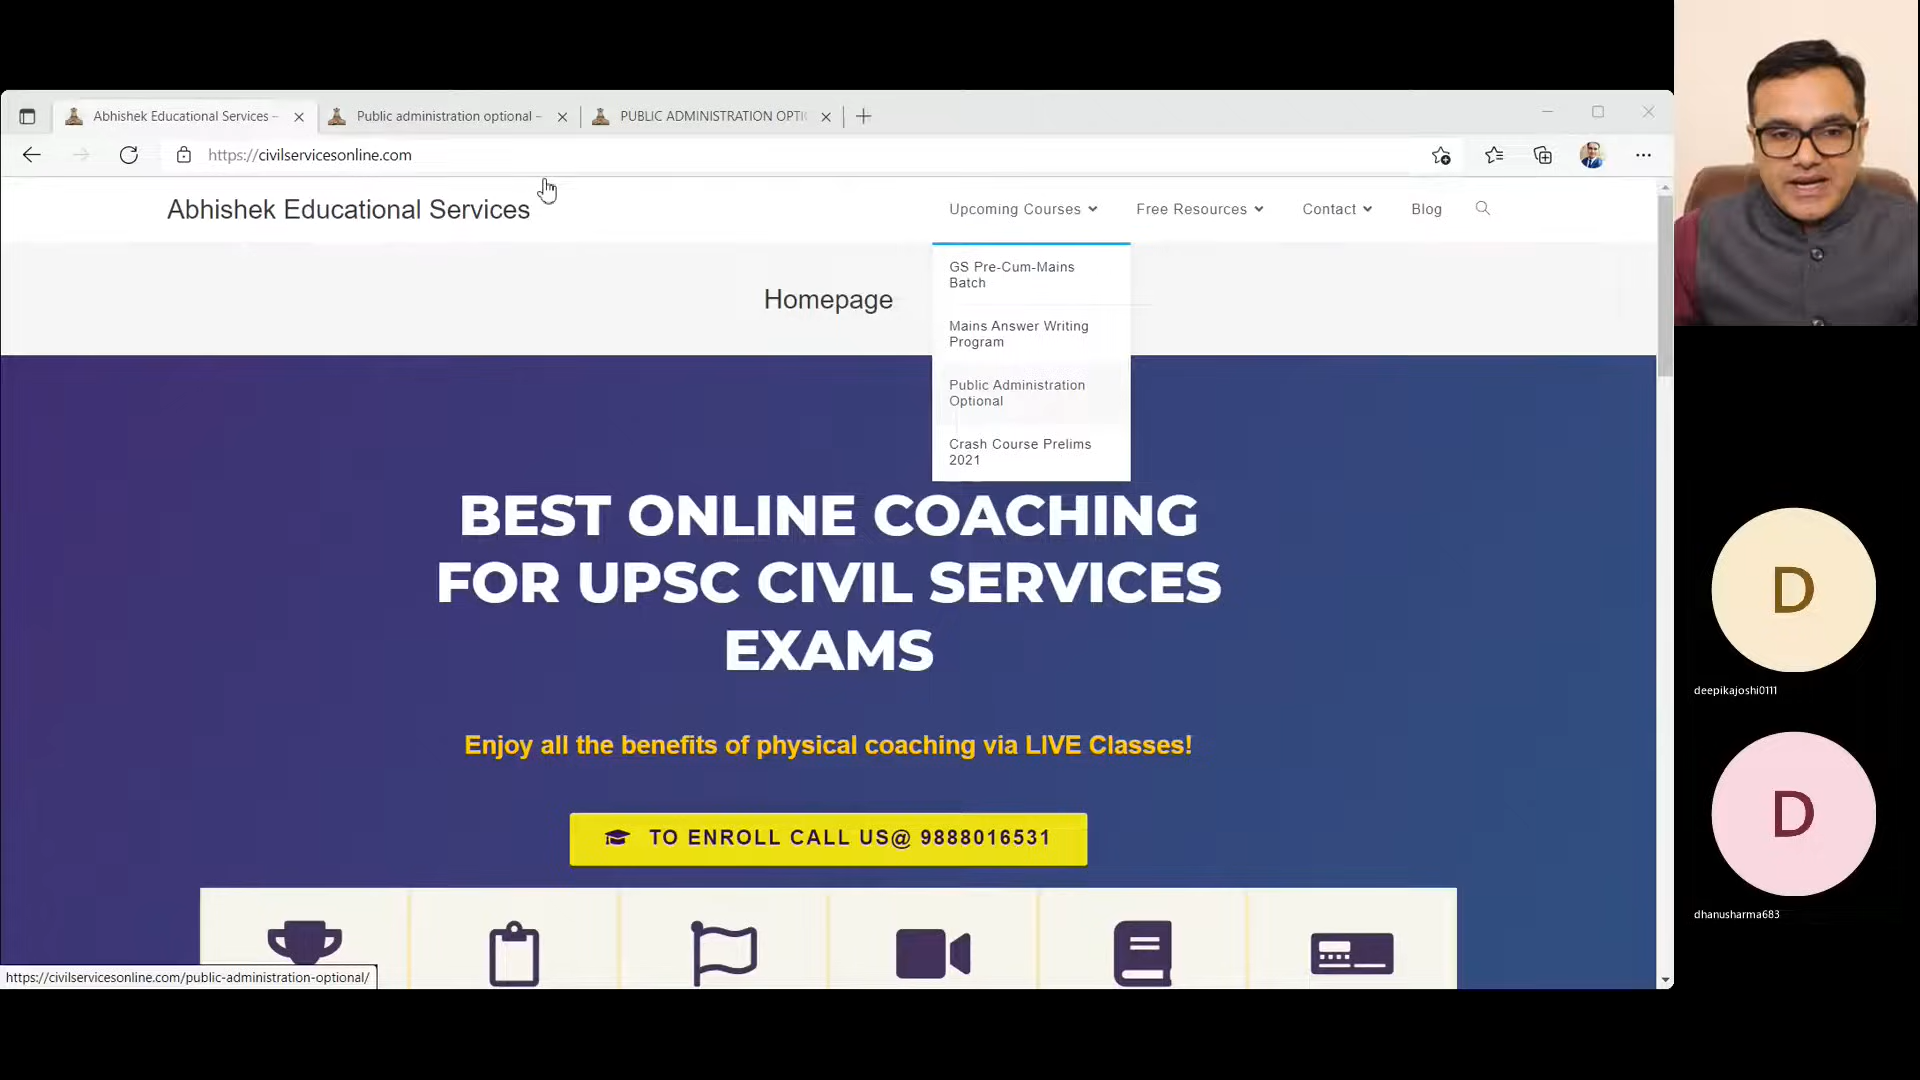 Abhishek Educational Services –
Public administration optional –
PUBLIC ADMINISTRATION OPTI
https://civilservicesonline.com
Abhishek Educational Services
Upcoming Courses
Free Resources
Contact
Blog
GS Pre-Cum-Mains
Batch
Mains Answer Writing
Program
Public Administration
Optional
Crash Course Prelims
2021
Homepage
BEST ONLINE COACHING
FOR UPSC CIVIL SERVICES
EXAMS
Enjoy all the benefits of physical coaching via LIVE Classes!
TO ENROLL CALL US@ 9888016531
https://civilservicesonline.com/public-administration-optional/
D
deepikajoshi0111
D
dhanusharma683